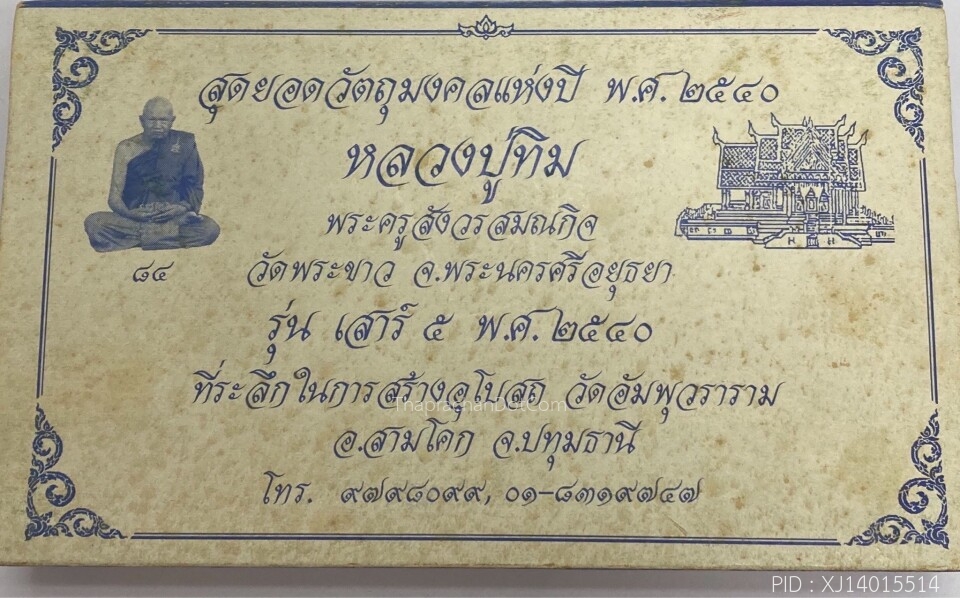 สุดยอดวัตถุมงคลแห่งปี พ.ศ. ๒๕๔๐
หลวงปู่ทิม
พระครูสังวรสมณกิจ
๘๔
วัดพระขาว จ.พระนครศรีอยุธยา
รุ่น เสาร์ ๕ พ.ศ. ๒๕๔๐
ที่ระลึกในการสร้างอุโบสถ วัดอัมพุวราราม
ThaprachanDotCom
อ.สามโคก จ.ปทุมธานี
โทร. ๙๗๙๘๐๙๙, ๐๑-๘๓๑๙๗๔๗
PID : XJ14015514